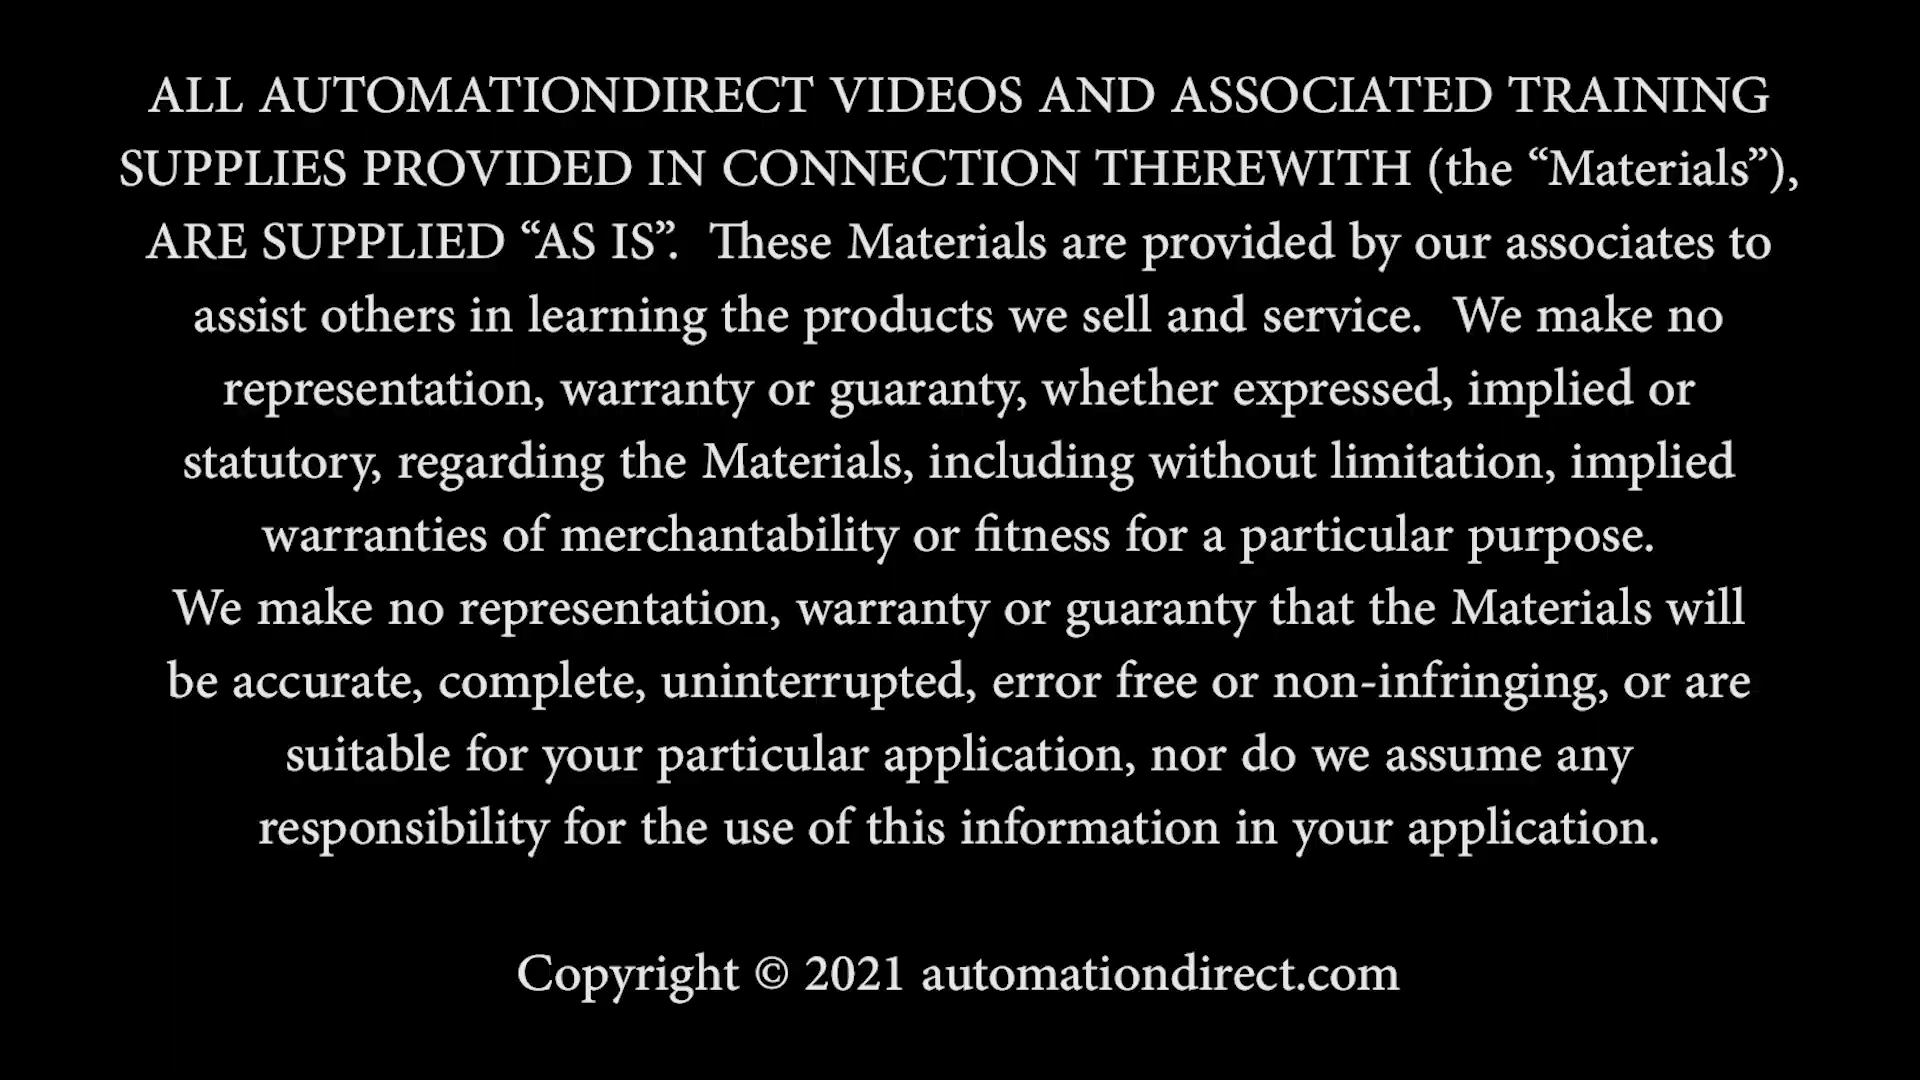 ALL AUTOMATIONDIRECT VIDEOS AND ASSOCIATED TRAINING
SUPPLIES PROVIDED IN CONNECTION THEREWITH (the “Materials”),
ARE SUPPLIED “AS IS”.  These Materials are provided by our associates to
assist others in learning the products we sell and service.  We make no
representation, warranty or guaranty, whether expressed, implied or
statutory, regarding the Materials, including without limitation, implied
warranties of merchantability or fitness for a particular purpose.
We make no representation, warranty or guaranty that the Materials will
be accurate, complete, uninterrupted, error free or non-infringing, or are
suitable for your particular application, nor do we assume any
responsibility for the use of this information in your application.
Copyright © 2021 automationdirect.com